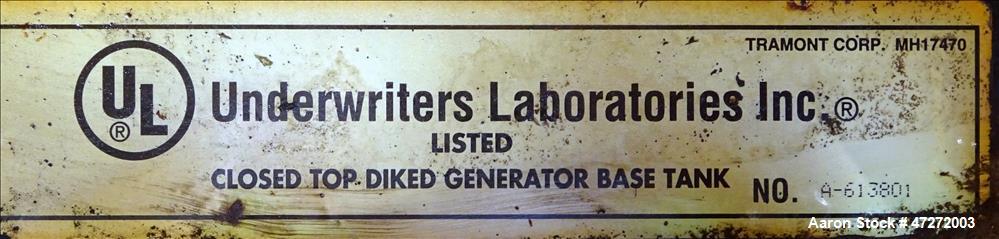 TRAMONT CORP. MH17470
UL ®
Underwriters Laboratories Inc.®
LISTED
CLOSED TOP DIKED GENERATOR BASE TANK NO. A-613801
Aaron Stock # 47272003